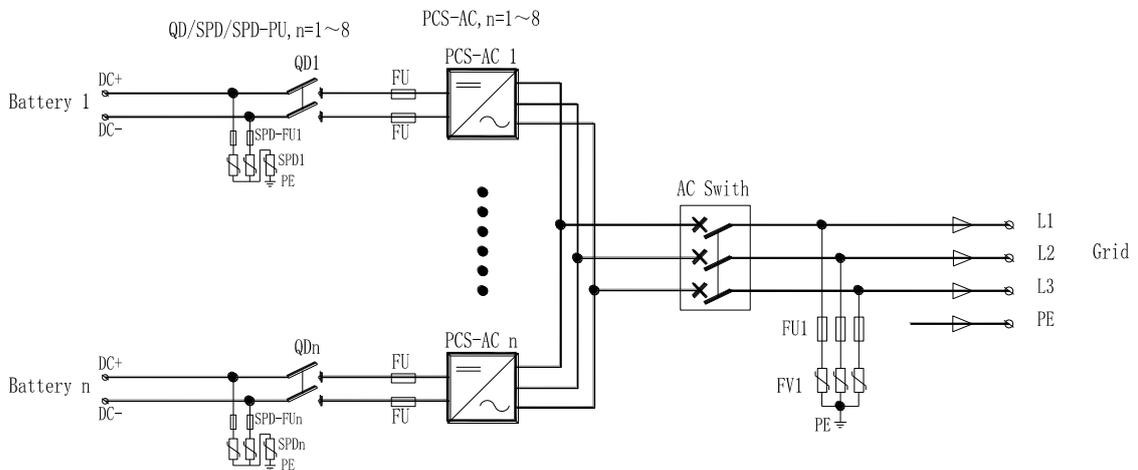 QD/SPD/SPD-PU, n=1~8
PCS-AC, n=1~8
QD1
PCS-AC 1
DC+
FU
Battery 1
DC-
FU
SPD-FU1
SPD1
PE
AC Swith
L1
L2
Grid
L3
FU1
PE
PCS-AC n
QDn
DC+
FU
FV1
Battery n
DC-
FU
SPD-FUn
PE
SPDn
PE